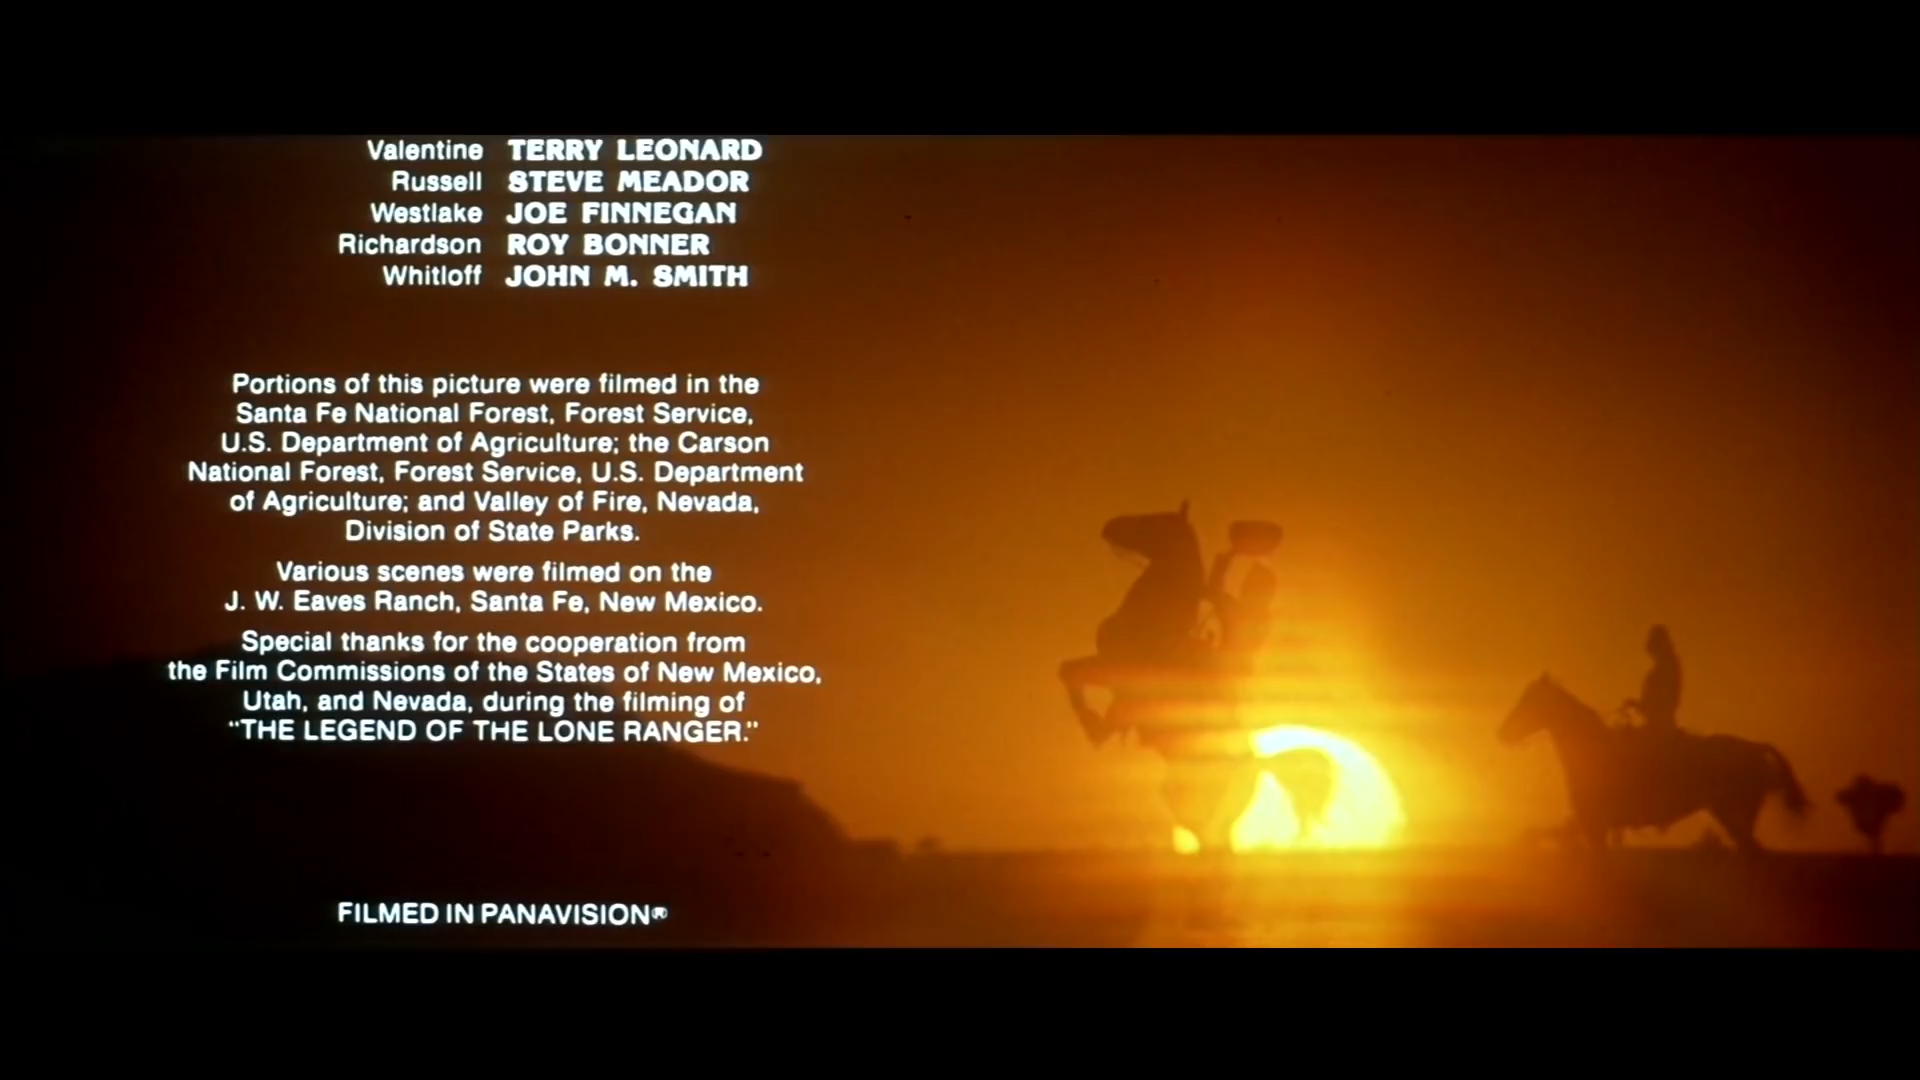 Valentine TERRY LEONARD
Russell STEVE MEADOR
Westlake JOE FINNEGAN
Richardson ROY BONNER
Whitloff JOHN M. SMITH
Portions of this picture were filmed in the
Santa Fe National Forest, Forest Service,
U.S. Department of Agriculture; the Carson
National Forest, Forest Service, U.S. Department
of Agriculture; and Valley of Fire, Nevada,
Division of State Parks.
Various scenes were filmed on the
J. W. Eaves Ranch, Santa Fe, New Mexico.
Special thanks for the cooperation from
the Film Commissions of the States of New Mexico,
Utah, and Nevada, during the filming of
"THE LEGEND OF THE LONE RANGER."
FILMED IN PANAVISION®